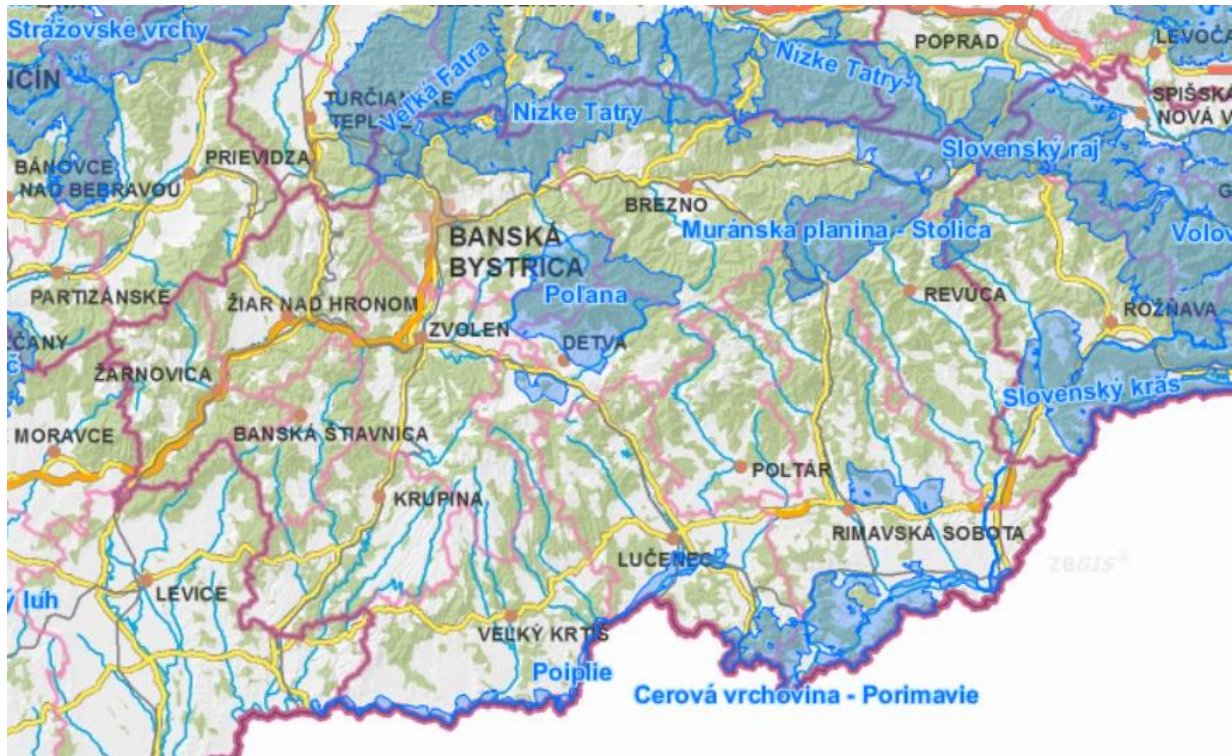 Strážovské vrchy
POPRAD
LEVOČA
Nízke Tatry
NČÍN
Veľká Fatra
TURČIANSKE
TEPLICE
Nízke Tatry
SPIŠSKÁ
NOVÁ V
PRIEVIDZA
BÁNOVCE
NAD BEBRAVOU
Slovenský raj
BREZNO
BANSKÁ
BYSTRICA
Muránska planina - Stolica
Volov
PARTIZÁNSKE
ŽIAR NAD HRONOM
Poľana
REVÚCA
ROŽŇAVA
ZVOLEN
DETVA
ŽARNOVICA
Slovenský kras
MORAVCE
BANSKÁ ŠTIAVNICA
POLTÁR
KRUPINA
RIMAVSKÁ SOBOTA
LUČENEC
ZBGIS®
LEVICE
ý luh
VEĽKÝ KRTÍŠ
Poiplie
Cerová vrchovina - Porimavie